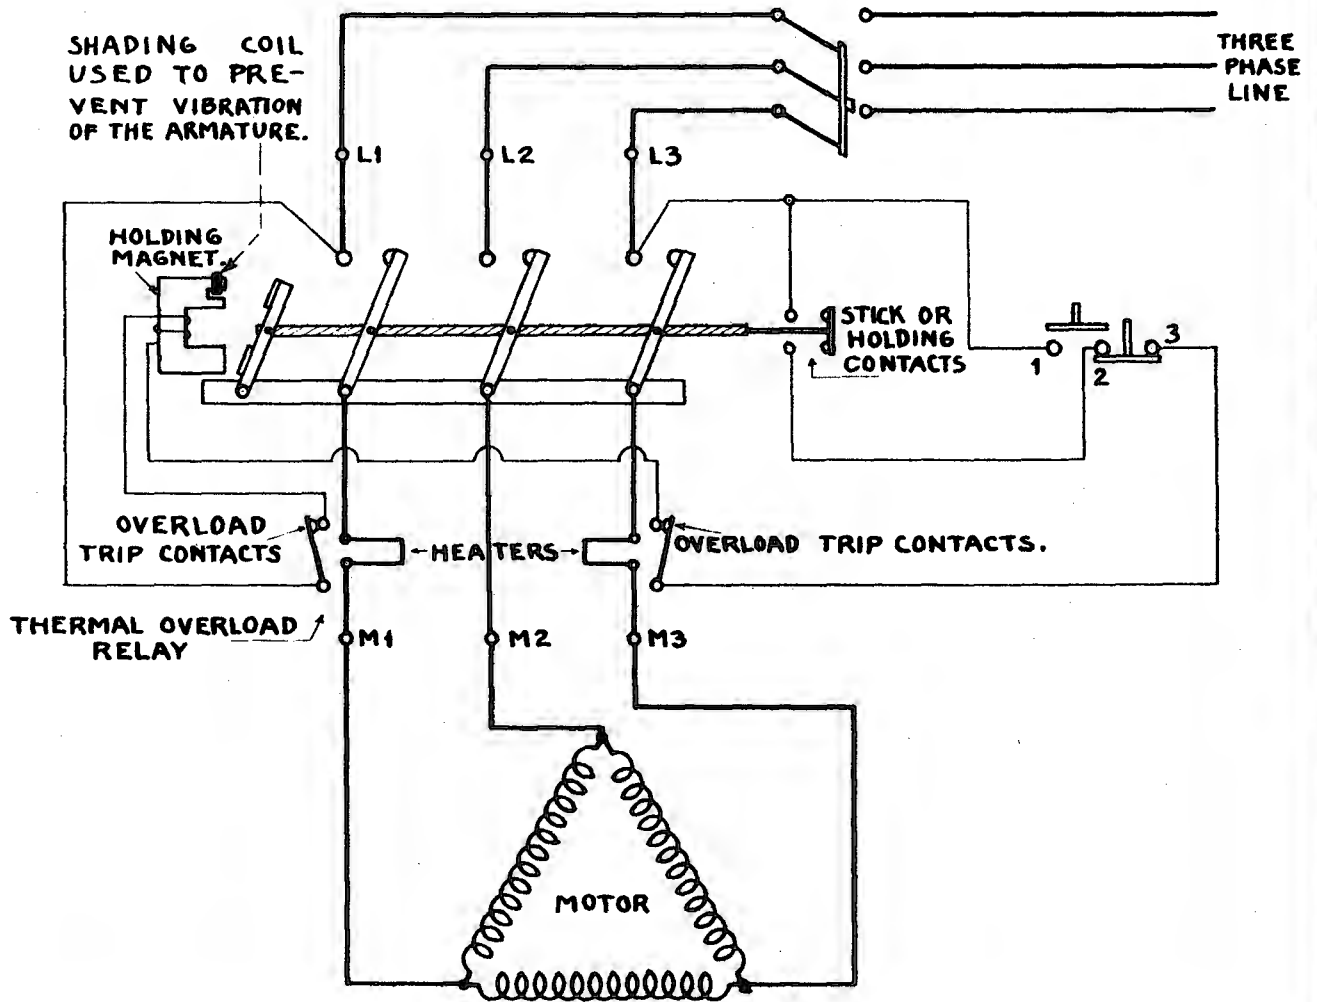 SHADING COIL
USED TO PRE-
VENT VIBRATION
OF THE ARMATURE.
THREE
PHASE
LINE
L1
L2
L3
HOLDING
MAGNET.
STICK OR
HOLDING
CONTACTS
1
2
3
OVERLOAD
TRIP CONTACTS
HEATERS
OVERLOAD TRIP CONTACTS.
THERMAL OVERLOAD
RELAY
M1
M2
M3
MOTOR